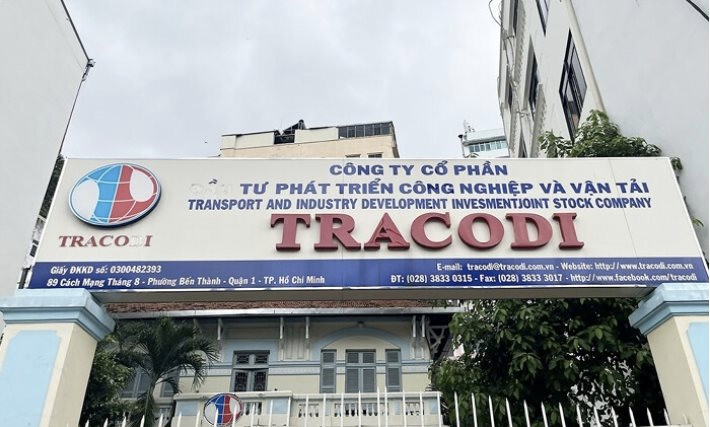 CÔNG TY CỔ PHẦN
TƯ PHÁT TRIỂN CÔNG NGHIỆP VÀ VẬN TẢI
TRANSPORT AND INDUSTRY DEVELOPMENT INVESMENTJOINT STOCK COMPANY
TRACODI
TRACODI
Giấy ĐKKD số: 0300482393
89 Cách Mạng Tháng 8 - Phường Bến Thành - Quận 1 - TP. Hồ Chí Minh
E-mail: tracodi@tracodi.com.vn - Website: http://www.tracodi.com.vn
ĐT: (028) 3833 0315 - Fax: (028) 3833 3017 - http://www.facebook.com/tracodi